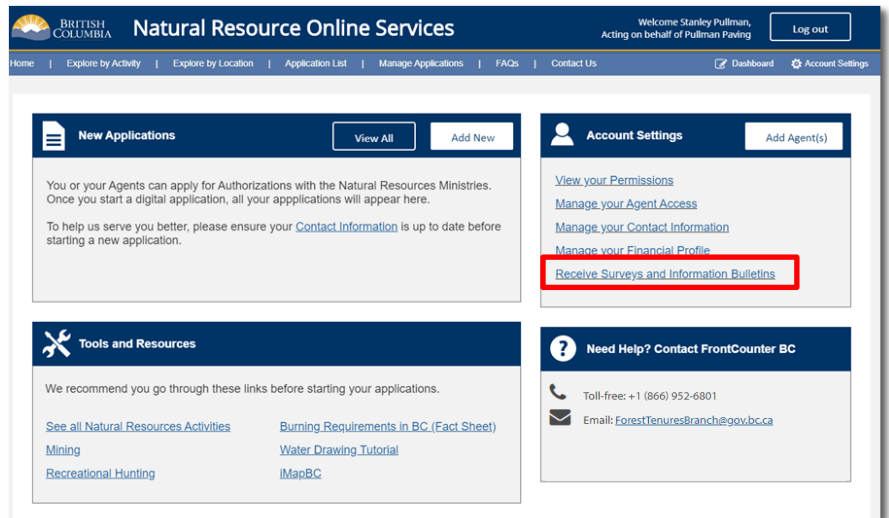 BRITISH
COLUMBIA
Natural Resource Online Services
Welcome Stanley Pullman,
Acting on behalf of Pullman Paving
Log out
Home | Explore by Activity | Explore by Location | Application List | Manage Applications | FAQs | Contact Us
Dashboard
Account Settings
New Applications
View All
Add New
You or your Agents can apply for Authorizations with the Natural Resources Ministries.
Once you start a digital application, all your appplications will appear here.
To help us serve you better, please ensure your Contact Information is up to date before
starting a new application.
Account Settings
Add Agent(s)
View your Permissions
Manage your Agent Access
Manage your Contact Information
Manage your Financial Profile
Receive Surveys and Information Bulletins
Tools and Resources
We recommend you go through these links before starting your applications.
See all Natural Resources Activities
Mining
Recreational Hunting
Burning Requirements in BC (Fact Sheet)
Water Drawing Tutorial
iMapBC
Need Help? Contact FrontCounter BC
Toll-free: +1 (866) 952-6801
Email: ForestTenuresBranch@gov.bc.ca